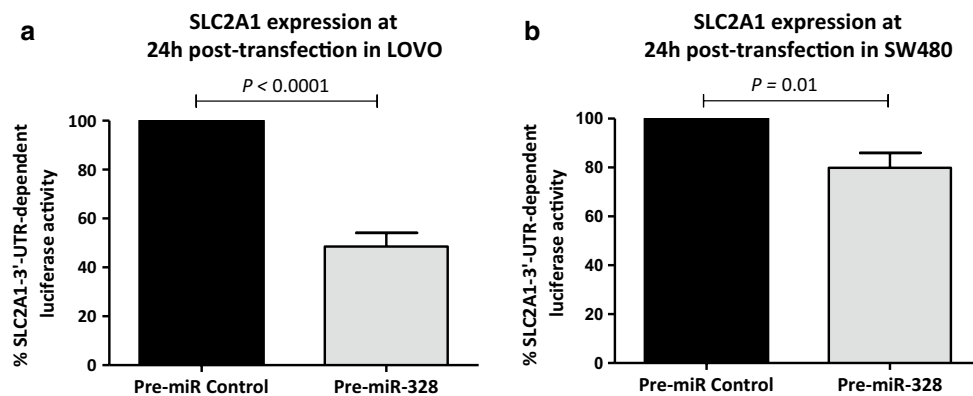 a
SLC2A1 expression at
24h post-transfection in LOVO
P < 0.0001
% SLC2A1-3'-UTR-dependent
luciferase activity
100
80
60
40
20
0
Pre-miR Control
Pre-miR-328
b
SLC2A1 expression at
24h post-transfection in SW480
P = 0.01
% SLC2A1-3'-UTR-dependent
luciferase activity
100
80
60
40
20
0
Pre-miR Control
Pre-miR-328